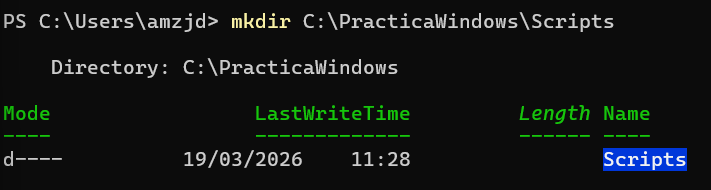 PS C:\Users\amzjd> mkdir C:\PracticaWindows\Scripts
Directory: C:\PracticaWindows
Mode LastWriteTime Length Name
---- ------------- ------ ----
d---- 19/03/2026 11:28 Scripts